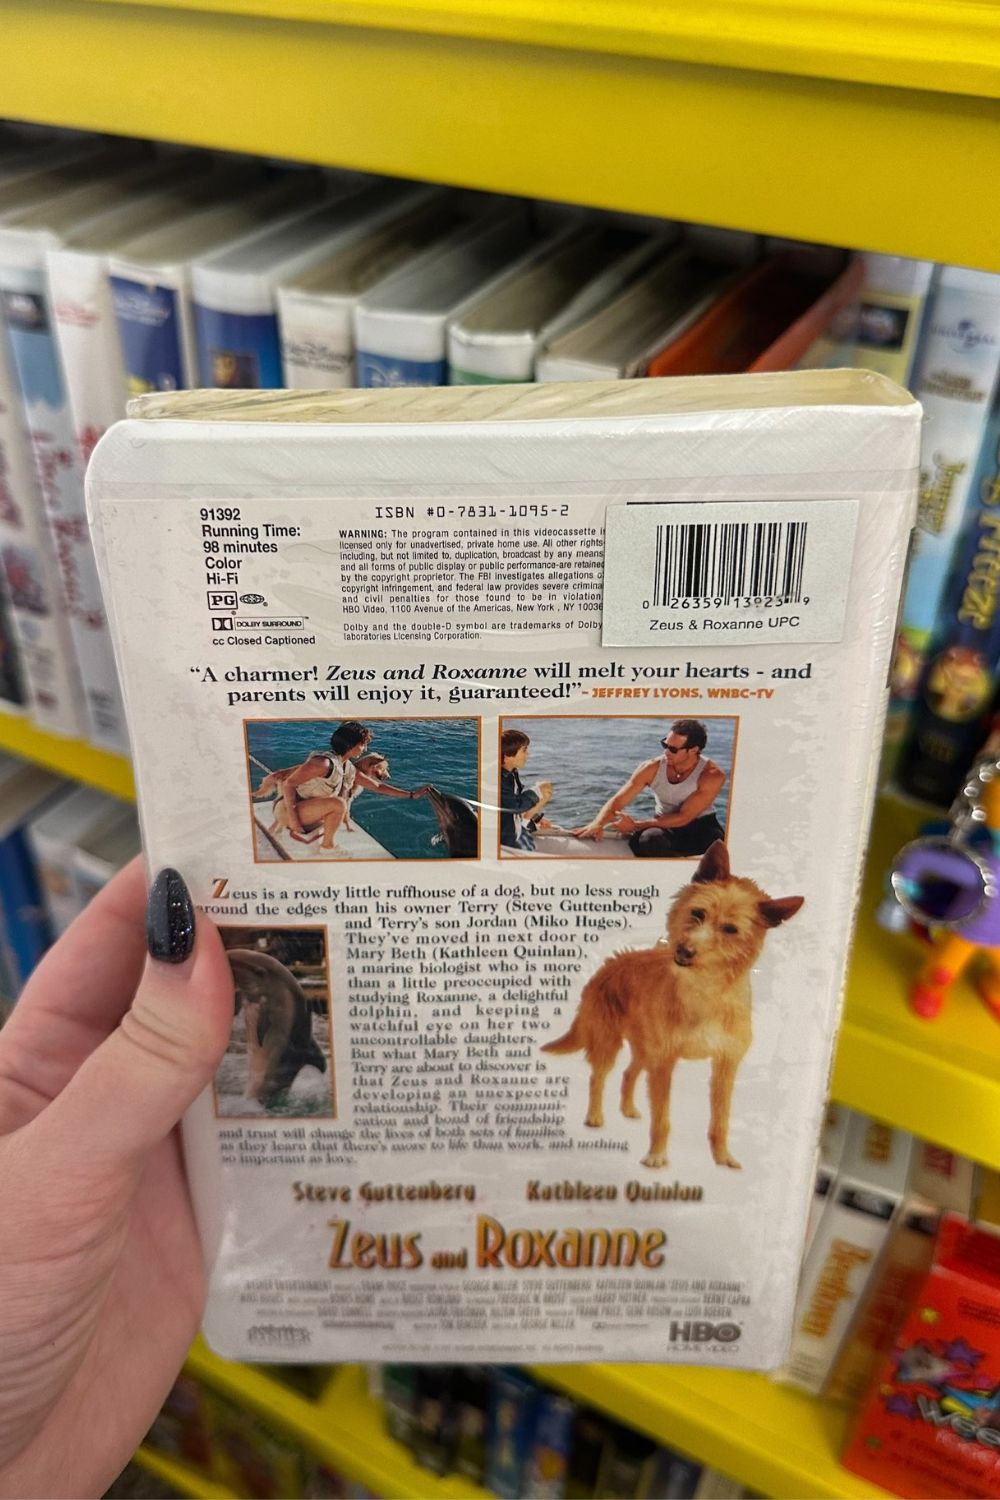 91392
Running Time:
98 minutes
Color
Hi-Fi
PG
DOLBY SURROUND
cc Closed Captioned
ISBN #0-7831-1095-2
WARNING: The program contained in this videocassette i
licensed only for unadvertised, private home use. All other rights
including, but not limited to, duplication, broadcast by any means
and all forms of public display or public performance-are retained
by the copyright proprietor. The FBI investigates allegations o
copyright infringement, and federal law provides severe crimina
and civil penalties for those found to be in violation
HBO Video, 1100 Avenue of the Americas, New York , NY 10036
Dolby and the double-D symbol are trademarks of Dolby
laboratories Licensing Corporation.
0 26359 13923 9
Zeus & Roxanne UPC
“A charmer! Zeus and Roxanne will melt your hearts - and
parents will enjoy it, guaranteed!”- JEFFREY LYONS, WNBC-TV
Zeus is a rowdy little ruffhouse of a dog, but no less rough
around the edges than his owner Terry (Steve Guttenberg)
and Terry's son Jordan (Miko Huges).
They've moved in next door to
Mary Beth (Kathleen Quinlan),
a marine biologist who is more
than a little preoccupied with
studying Roxanne, a delightful
dolphin, and keeping a
watchful eye on her two
uncontrollable daughters.
But what Mary Beth and
Terry are about to discover is
that Zeus and Roxanne are
developing an unexpected
relationship. Their communi-
cation and bond of friendship
and trust will change the lives of both sets of families
as they learn that there's more to life than work, and nothing
so important as love.
Steve Guttenberg Kathleen Quinlan
Zeus and Roxanne
HBO
HOME VIDEO
UNIVERSAL